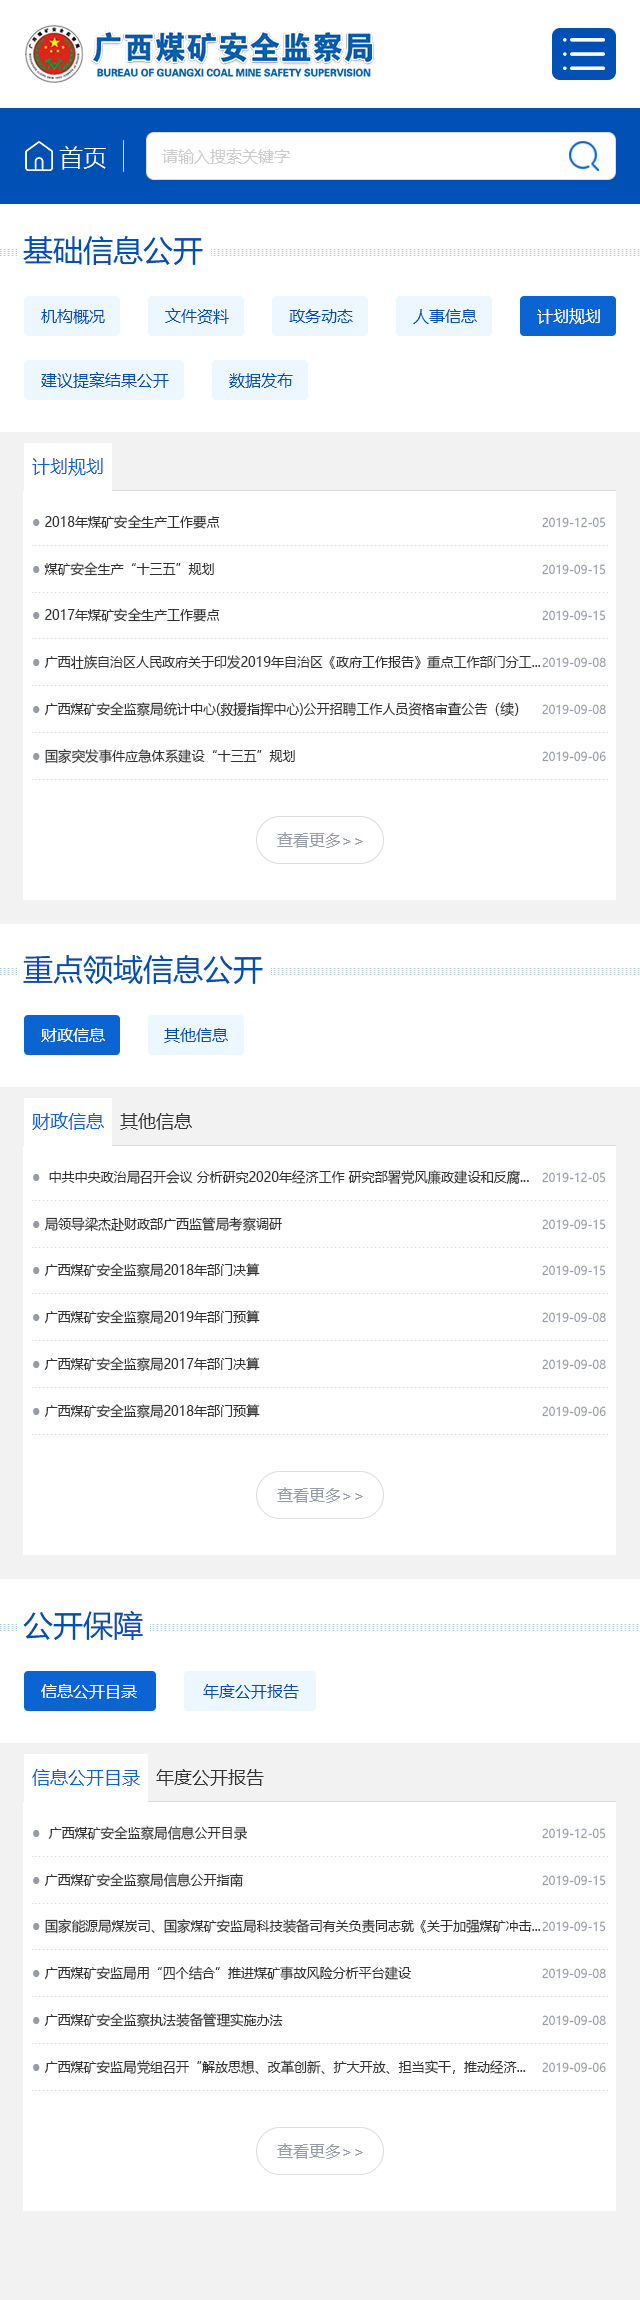 广西煤矿安全监察局
BUREAU OF GUANGXI COAL MINE SAFETY SUPERVISION
首页 请输入搜索关键字
基础信息公开
机构概况 文件资料 政务动态 人事信息 计划规划
建议提案结果公开 数据发布
计划规划
2018年煤矿安全生产工作要点 2019-12-05
煤矿安全生产“十三五”规划 2019-09-15
2017年煤矿安全生产工作要点 2019-09-15
广西壮族自治区人民政府关于印发2019年自治区《政府工作报告》重点工作部门分工... 2019-09-08
广西煤矿安全监察局统计中心(救援指挥中心)公开招聘工作人员资格审查公告（续） 2019-09-08
国家突发事件应急体系建设“十三五”规划 2019-09-06
查看更多>>
重点领域信息公开
财政信息 其他信息
财政信息 其他信息
中共中央政治局召开会议 分析研究2020年经济工作 研究部署党风廉政建设和反腐... 2019-12-05
局领导梁杰赴财政部广西监管局考察调研 2019-09-15
广西煤矿安全监察局2018年部门决算 2019-09-15
广西煤矿安全监察局2019年部门预算 2019-09-08
广西煤矿安全监察局2017年部门决算 2019-09-08
广西煤矿安全监察局2018年部门预算 2019-09-06
查看更多>>
公开保障
信息公开目录 年度公开报告
信息公开目录 年度公开报告
广西煤矿安全监察局信息公开目录 2019-12-05
广西煤矿安全监察局信息公开指南 2019-09-15
国家能源局煤炭司、国家煤矿安监局科技装备司有关负责同志就《关于加强煤矿冲击... 2019-09-15
广西煤矿安监局用“四个结合”推进煤矿事故风险分析平台建设 2019-09-08
广西煤矿安全监察执法装备管理实施办法 2019-09-08
广西煤矿安监局党组召开“解放思想、改革创新、扩大开放、担当实干，推动经济... 2019-09-06
查看更多>>